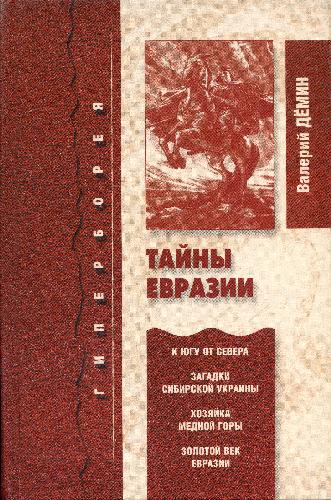 ГИПЕРБОРЕЯ
Валерий ДЁМИН
ТАЙНЫ
ЕВРАЗИИ
К ЮГУ ОТ СЕВЕРА
ЗАГАДКИ
СИБИРСКОЙ УКРАИНЫ
ХОЗЯЙКА
МЕДНОЙ ГОРЫ
ЗОЛОТОЙ ВЕК
ЕВРАЗИИ